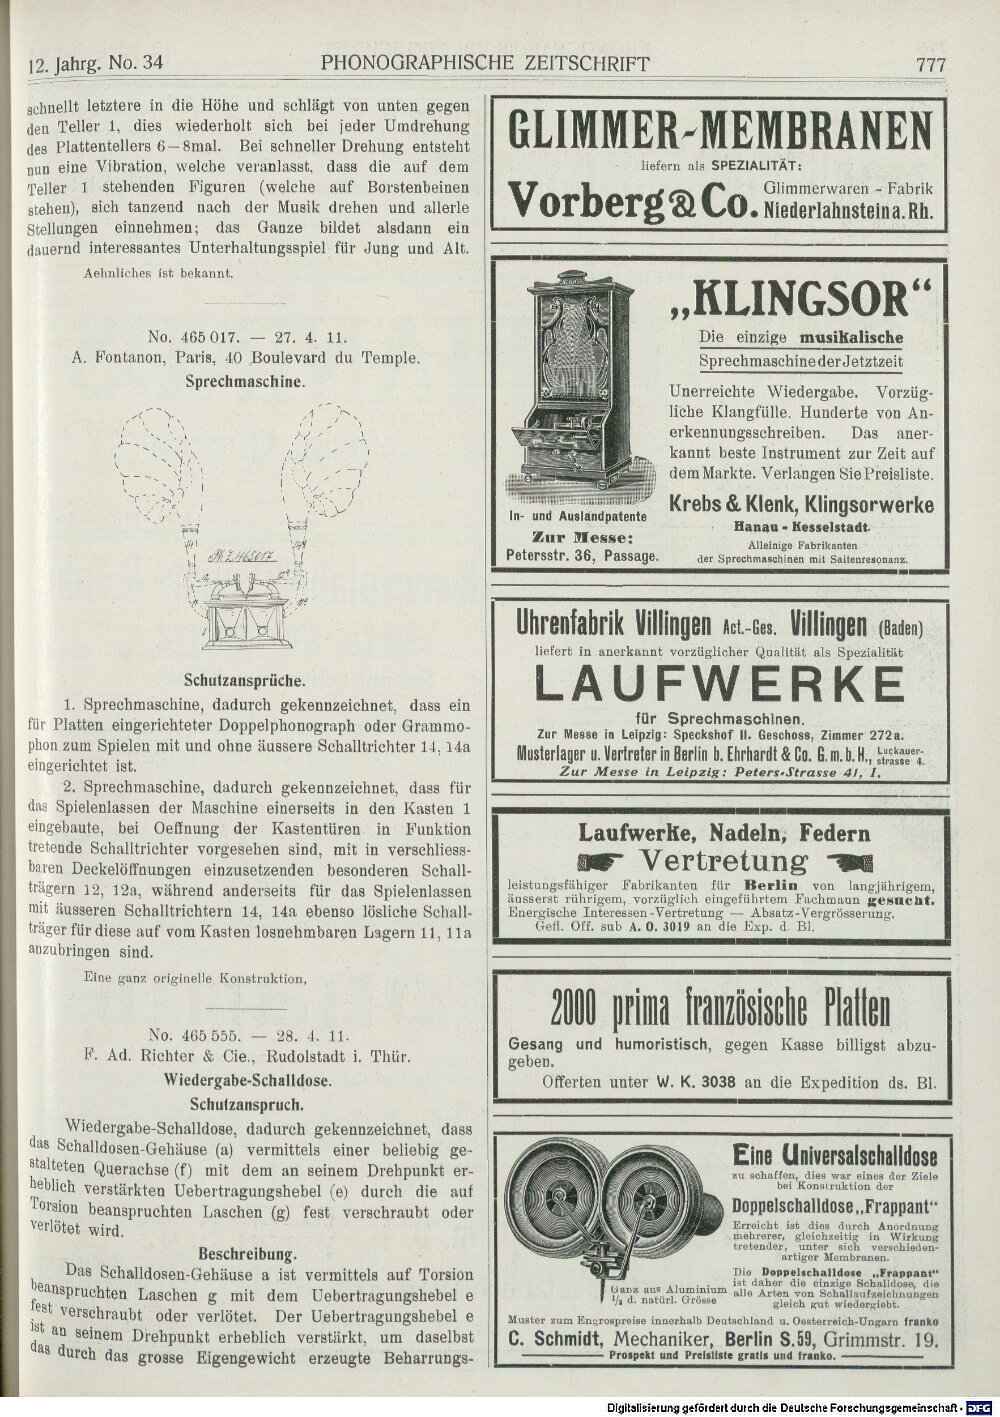 12. Jahrg. No. 34
PHONOGRAPHISCHE ZEITSCHRIFT
777
schnellt letztere in die Höhe und schlägt von unten gegen
den Teller 1, dies wiederholt sich bei jeder Umdrehung
des Plattentellers 6–8mal. Bei schneller Drehung entsteht
nun eine Vibration, welche veranlasst, dass die auf dem
Teller 1 stehenden Figuren (welche auf Borstenbeinen
stehen), sich tanzend nach der Musik drehen und allerle
Stellungen einnehmen; das Ganze bildet alsdann ein
dauernd interessantes Unterhaltungsspiel für Jung und Alt.
Aehnliches ist bekannt.
No. 465 017. — 27. 4. 11.
A. Fontanon, Paris, 40 Boulevard du Temple.
Sprechmaschine.
Schutzansprüche.
1. Sprechmaschine, dadurch gekennzeichnet, dass ein
für Platten eingerichteter Doppelphonograph oder Grammo-
phon zum Spielen mit und ohne äussere Schalltrichter 14, 14a
eingerichtet ist.
2. Sprechmaschine, dadurch gekennzeichnet, dass für
das Spielenlassen der Maschine einerseits in den Kasten 1
eingebaute, bei Oeffnung der Kastentüren in Funktion
tretende Schalltrichter vorgesehen sind, mit in verschliess-
baren Deckelöffnungen einzusetzenden besonderen Schall-
trägern 12, 12a, während anderseits für das Spielenlassen
mit äusseren Schalltrichtern 14, 14a ebenso lösliche Schall-
träger für diese auf vom Kasten losnehmbaren Lagern 11, 11a
anzubringen sind.
Eine ganz originelle Konstruktion,
No. 465 555. — 28. 4. 11.
F. Ad. Richter & Cie., Rudolstadt i. Thür.
Wiedergabe-Schalldose.
Schutzanspruch.
Wiedergabe-Schalldose, dadurch gekennzeichnet, dass
das Schalldosen-Gehäuse (a) vermittels einer beliebig ge-
stalteten Querachse (f) mit dem an seinem Drehpunkt er-
heblich verstärkten Uebertragungshebel (e) durch die auf
Torsion beanspruchten Laschen (g) fest verschraubt oder
verlötet wird.
Beschreibung.
Das Schalldosen-Gehäuse a ist vermittels auf Torsion
beanspruchten Laschen g mit dem Uebertragungshebel e
fest verschraubt oder verlötet. Der Uebertragungshebel e
ist an seinem Drehpunkt erheblich verstärkt, um daselbst
das durch das grosse Eigengewicht erzeugte Beharrungs-
GLIMMER-MEMBRANEN
liefern als SPEZIALITÄT:
Vorberg & Co. Glimmerwaren - Fabrik
Niederlahnstein a. Rh.
„KLINGSOR“
Die einzige musikalische
Sprechmaschine der Jetztzeit
Unerreichte Wiedergabe. Vorzüg-
liche Klangfülle. Hunderte von An-
erkennungsschreiben. Das aner-
kannt beste Instrument zur Zeit auf
dem Markte. Verlangen Sie Preisliste.
Krebs & Klenk, Klingsorwerke
Hanau - Kesselstadt.
Alleinige Fabrikanten
der Sprechmaschinen mit Saitenresonanz.
In- und Auslandpatente
Zur Messe:
Petersstr. 36, Passage.
Uhrenfabrik Villingen Act.-Ges. Villingen (Baden)
liefert in anerkannt vorzüglicher Qualität als Spezialität
LAUFWERKE
für Sprechmaschinen.
Zur Messe in Leipzig: Speckshof II. Geschoss, Zimmer 272a.
Musterlager u. Vertreter in Berlin b. Ehrhardt & Co. G. m. b. H., Luckauer-
strasse 4.
Zur Messe in Leipzig: Peters-Strasse 41, I.
Laufwerke, Nadeln, Federn
Vertretung
leistungsfähiger Fabrikanten für Berlin von langjährigem,
äusserst rührigem, vorzüglich eingeführtem Fachmann gesucht.
Energische Interessen-Vertretung — Absatz-Vergrösserung.
Gefl. Off. sub A. O. 3019 an die Exp. d. Bl.
2000 prima französische Platten
Gesang und humoristisch, gegen Kasse billigst abzu-
geben.
Offerten unter W. K. 3038 an die Expedition ds. Bl.
Eine Universalschalldose
zu schaffen, dies war eines der Ziele
bei Konstruktion der
Doppelschalldose „Frappant“
Erreicht ist dies durch Anordnung
mehrerer, gleichzeitig in Wirkung
tretender, unter sich verschieden-
artiger Membranen.
Die Doppelschalldose „Frappant“
ist daher die einzige Schalldose, die
alle Arten von Schallaufzeichnungen
gleich gut wiedergiebt.
Ganz aus Aluminium
1/2 d. natürl. Grösse
Muster zum Engrospreise innerhalb Deutschland u. Oesterreich-Ungarn franko
C. Schmidt, Mechaniker, Berlin S.59, Grimmstr. 19.
Prospekt und Preisliste gratis und franko.
Digitalisierung gefördert durch die Deutsche Forschungsgemeinschaft - DFG